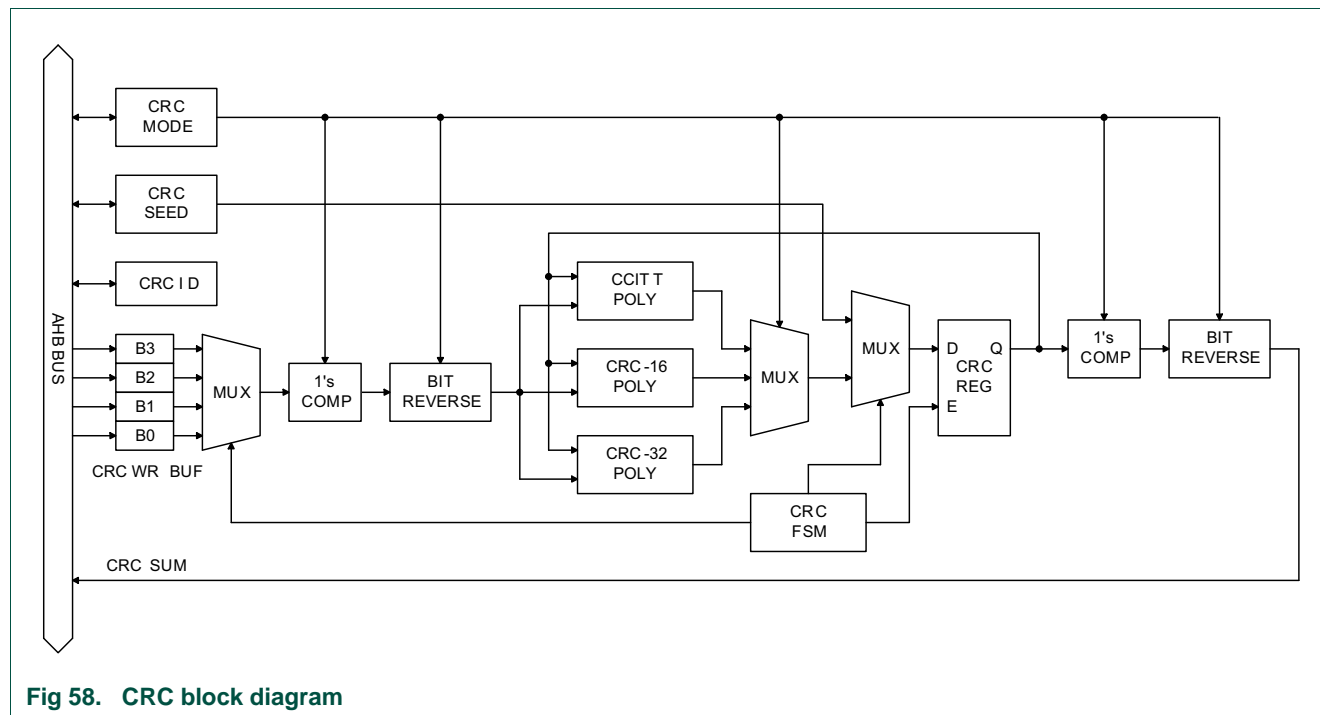 CRC
MODE
CRC
SEED
CRC ID
AHB BUS
B3
B2
B1
B0
CRC WR BUF
MUX
1's
COMP
BIT
REVERSE
CCITT
POLY
CRC-16
POLY
CRC-32
POLY
MUX
MUX
D Q
CRC
REG
E
1's
COMP
BIT
REVERSE
CRC
FSM
CRC SUM
Fig 58. CRC block diagram